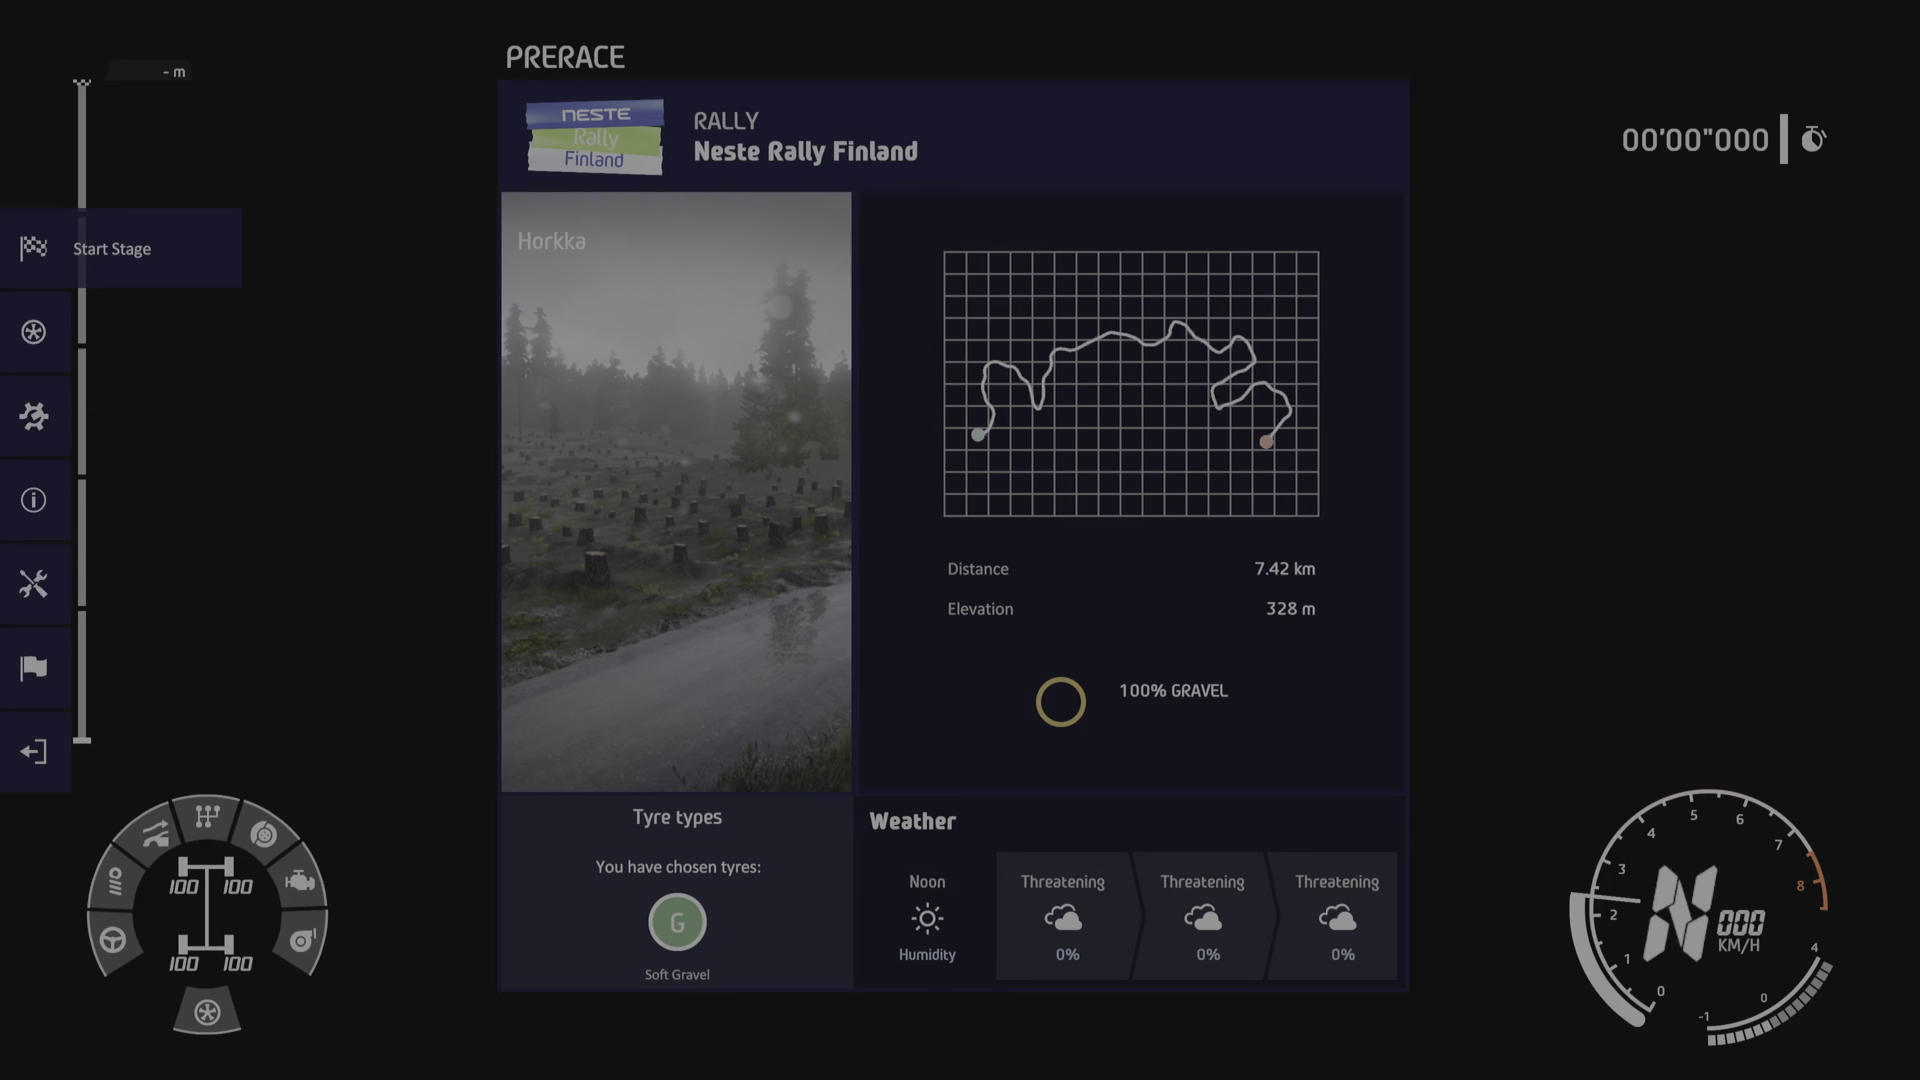 PRERACE
- m
NESTE
Rally
Finland
RALLY
Neste Rally Finland
00'00"000
Start Stage
Horkka
Distance 7.42 km
Elevation 328 m
100% GRAVEL
Tyre types
You have chosen tyres:
G
Soft Gravel
Weather
Noon
Humidity
Threatening
0%
Threatening
0%
Threatening
0%
100 100
100 100
0
1
2
3
4
5
6
7
8
N
000
KM/H
4
0
-1